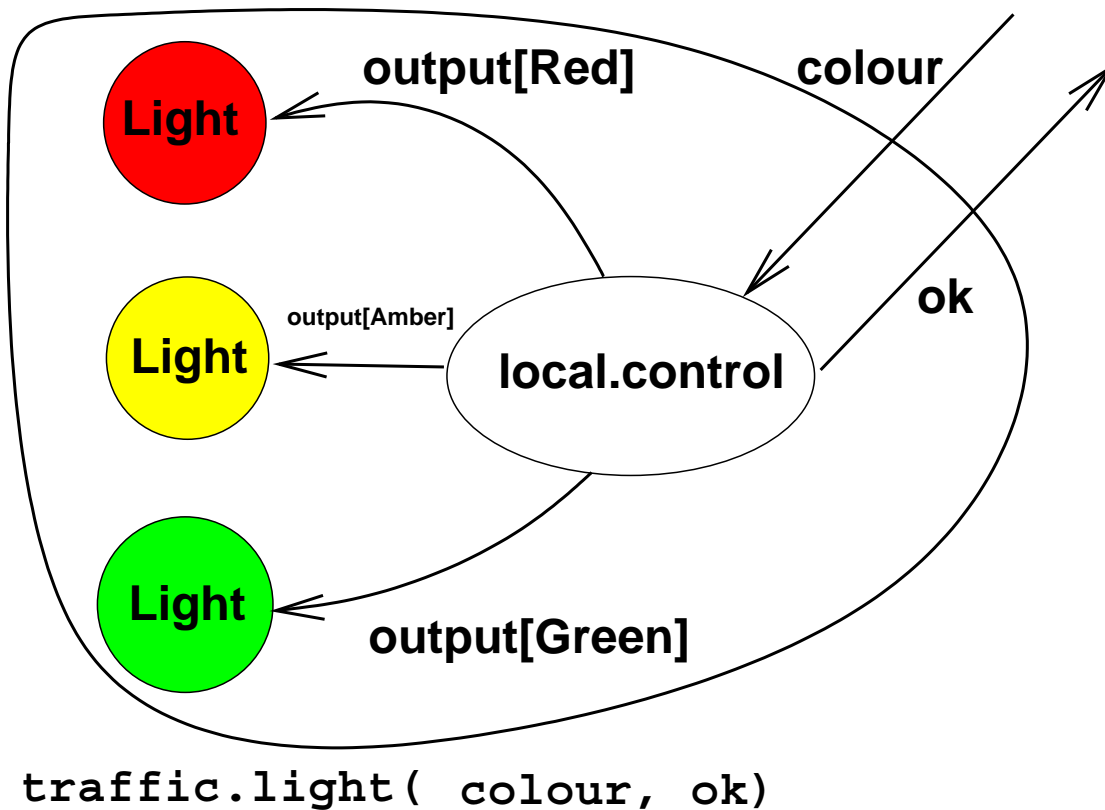 output[Red]
colour
Light
ok
output[Amber]
Light
local.control
Light
output[Green]
traffic.light( colour, ok)